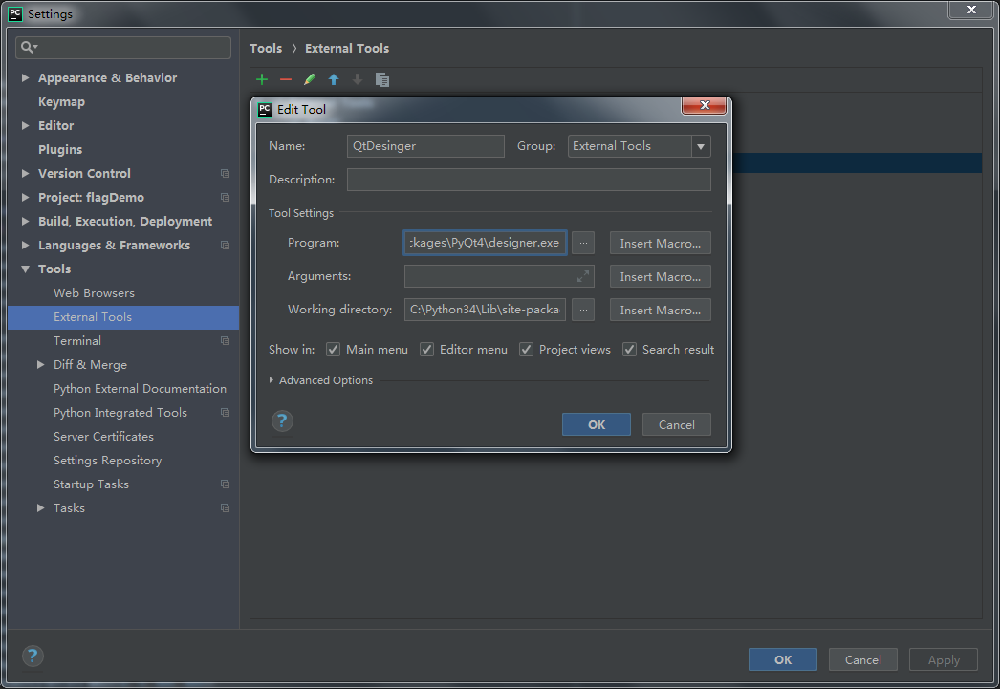 PC Settings
Tools › External Tools
Appearance & Behavior
Keymap
Editor
Plugins
Version Control
Project: flagDemo
Build, Execution, Deployment
Languages & Frameworks
Tools
Web Browsers
External Tools
Terminal
Diff & Merge
Python External Documentation
Python Integrated Tools
Server Certificates
Settings Repository
Startup Tasks
Tasks
PC Edit Tool
Name: QtDesinger Group: External Tools
Description:
Tool Settings
Program: :kages\PyQt4\designer.exe ... Insert Macro...
Arguments: Insert Macro...
Working directory: C:\Python34\Lib\site-packa ... Insert Macro...
Show in: Main menu Editor menu Project views Search result
Advanced Options
? OK Cancel
? OK Cancel Apply